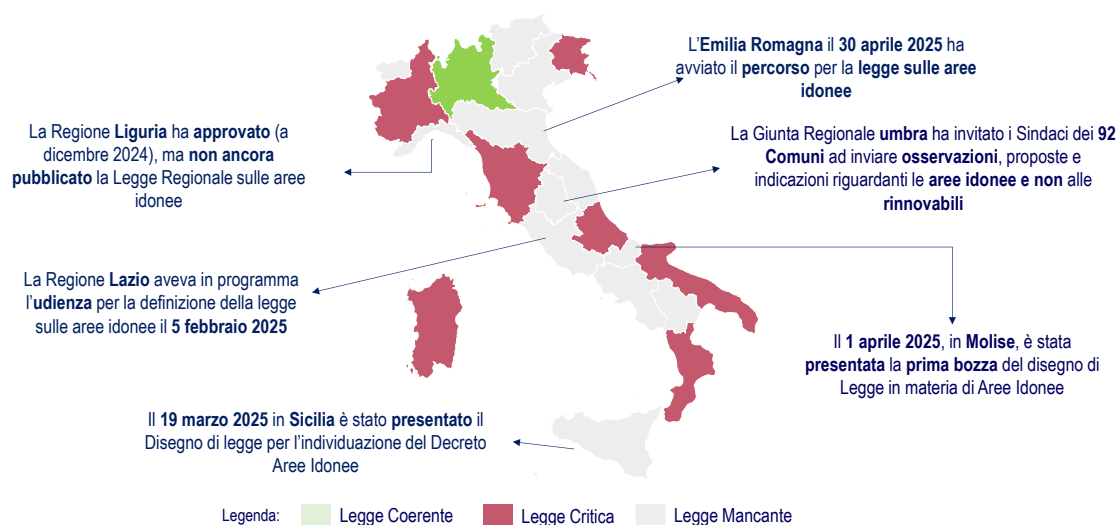 L'Emilia Romagna il 30 aprile 2025 ha
avviato il percorso per la legge sulle aree
idonee
La Regione Liguria ha approvato (a
dicembre 2024), ma non ancora
pubblicato la Legge Regionale sulle aree
idonee
La Giunta Regionale umbra ha invitato i Sindaci dei 92
Comuni ad inviare osservazioni, proposte e
indicazioni riguardanti le aree idonee e non alle
rinnovabili
La Regione Lazio aveva in programma
l'udienza per la definizione della legge
sulle aree idonee il 5 febbraio 2025
Il 1 aprile 2025, in Molise, è stata
presentata la prima bozza del disegno di
Legge in materia di Aree Idonee
Il 19 marzo 2025 in Sicilia è stato presentato il
Disegno di legge per l'individuazione del Decreto
Aree Idonee
Legenda: Legge Coerente Legge Critica Legge Mancante